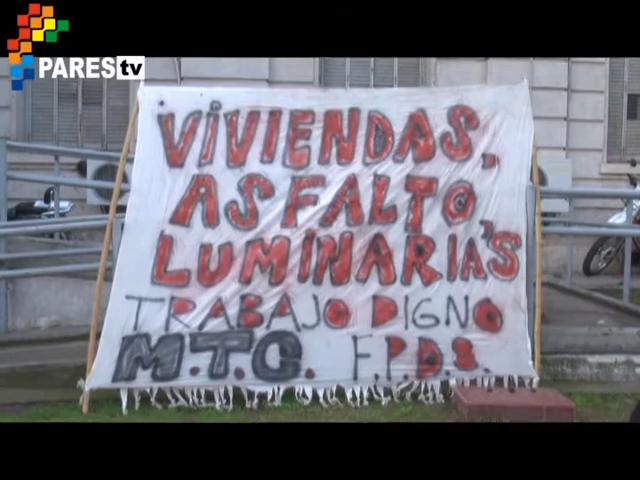 PARES tv
VIVIENDAS,
ASFALTO,
LUMINARIA'S
TRABAJO DIGNO
M.T.C. F.P.D.S.